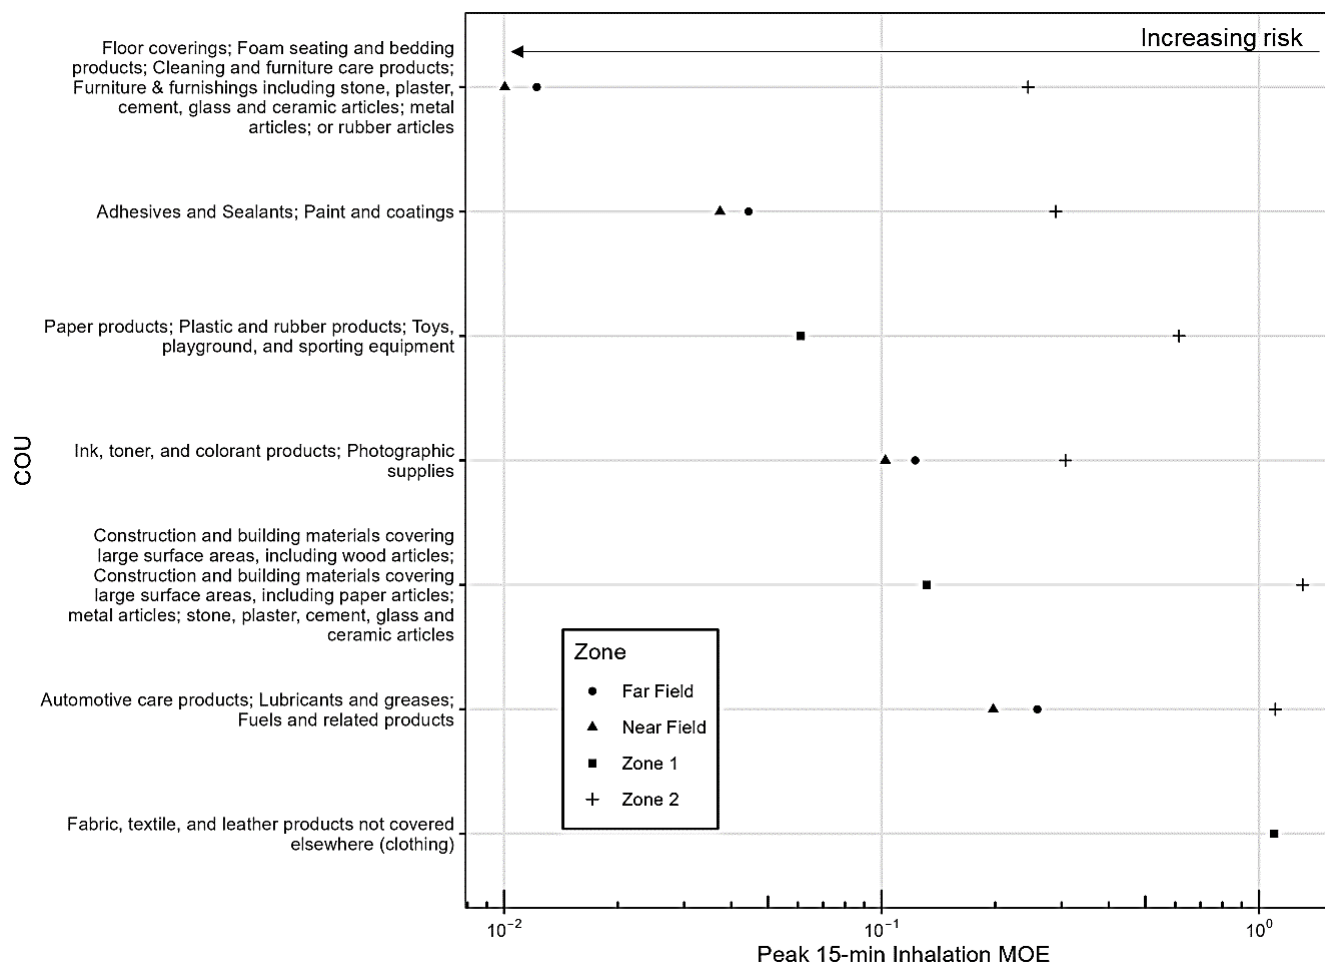 Increasing risk
Floor coverings; Foam seating and bedding
products; Cleaning and furniture care products;
Furniture & furnishings including stone, plaster,
cement, glass and ceramic articles; metal
articles; or rubber articles
Adhesives and Sealants; Paint and coatings
Paper products; Plastic and rubber products; Toys,
playground, and sporting equipment
Ink, toner, and colorant products; Photographic
supplies
COU
Construction and building materials covering
large surface areas, including wood articles;
Construction and building materials covering
large surface areas, including paper articles;
metal articles; stone, plaster, cement, glass and
ceramic articles
Automotive care products; Lubricants and greases;
Fuels and related products
Fabric, textile, and leather products not covered
elsewhere (clothing)
Zone
Far Field
Near Field
Zone 1
Zone 2
10⁻² 10⁻¹ 10⁰
Peak 15-min Inhalation MOE